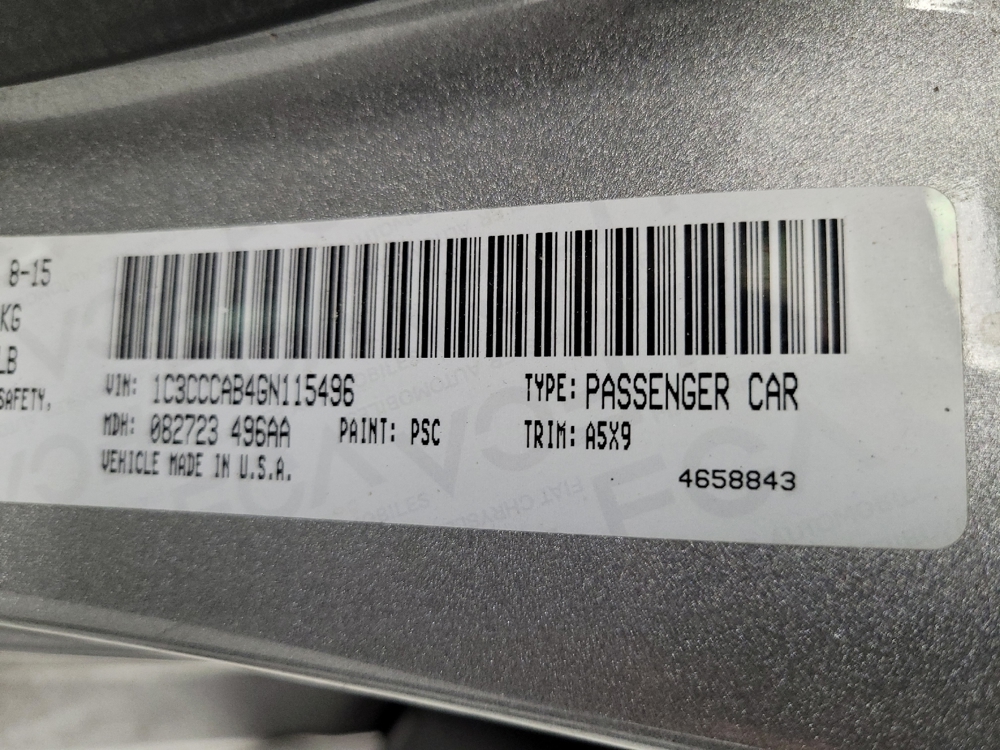 8-15
KG
LB
SAFETY.
VIN: 1C3CCCAB4GN115496 TYPE: PASSENGER CAR
MDH: 082723 496AA PAINT: PSC TRIM: A5X9
VEHICLE MADE IN U.S.A.
4658843